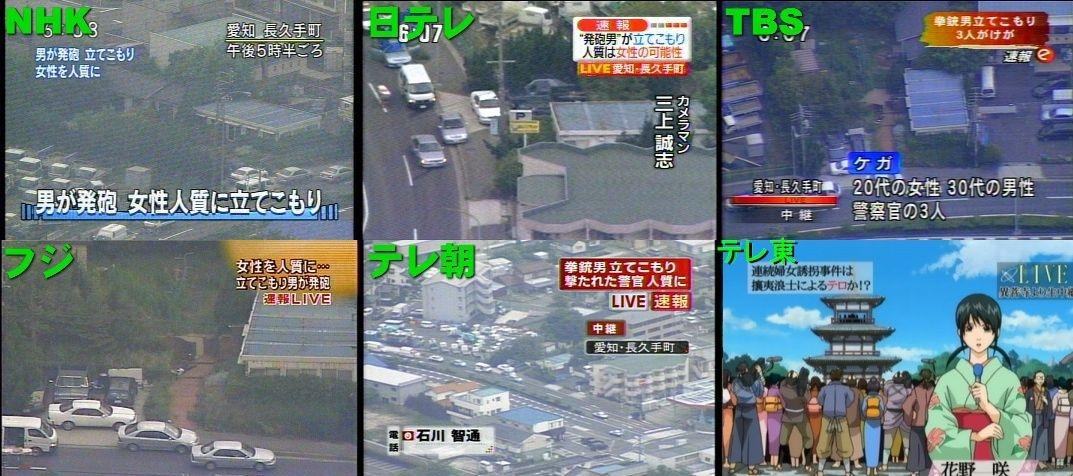 NHK
男が発砲 立てこもり
女性を人質に
愛知 長久手町
午後5時半ごろ
男が発砲 女性人質に立てこもり
日テレ
6:07
速報
“発砲男”が立てこもり
人質は女性の可能性
LIVE 愛知・長久手町
カメラマン
三上誠志
P
TBS
拳銃男立てこもり
3人がけが
速報
ケガ
20代の女性 30代の男性
警察官の3人
愛知・長久手町
LIVE
中継
フジ
女性を人質に…
立てこもり男が発砲
速報LIVE
テレ朝
拳銃男立てこもり
撃たれた警官 人質に
LIVE 速報
中継
愛知・長久手町
電話
石川 智通
テレ東
連続婦女誘拐事件は
攘夷浪士によるテロか!?
LIVE
花野 咲